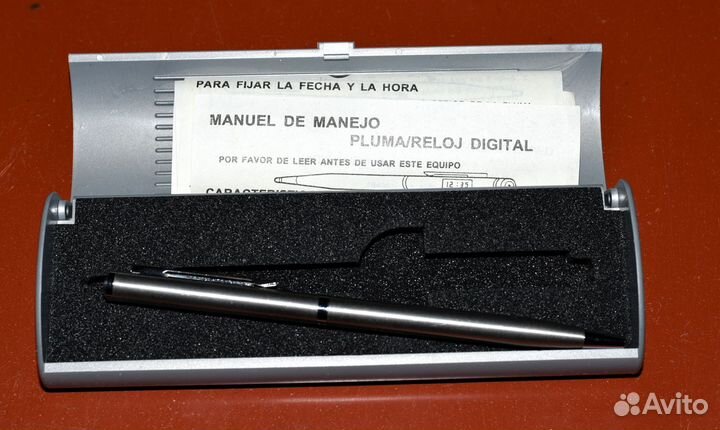 PARA FIJAR LA FECHA Y LA HORA
MANUEL DE MANEJO
PLUMA/RELOJ DIGITAL
POR FAVOR DE LEER ANTES DE USAR ESTE EQUIPO
12:35
Avito